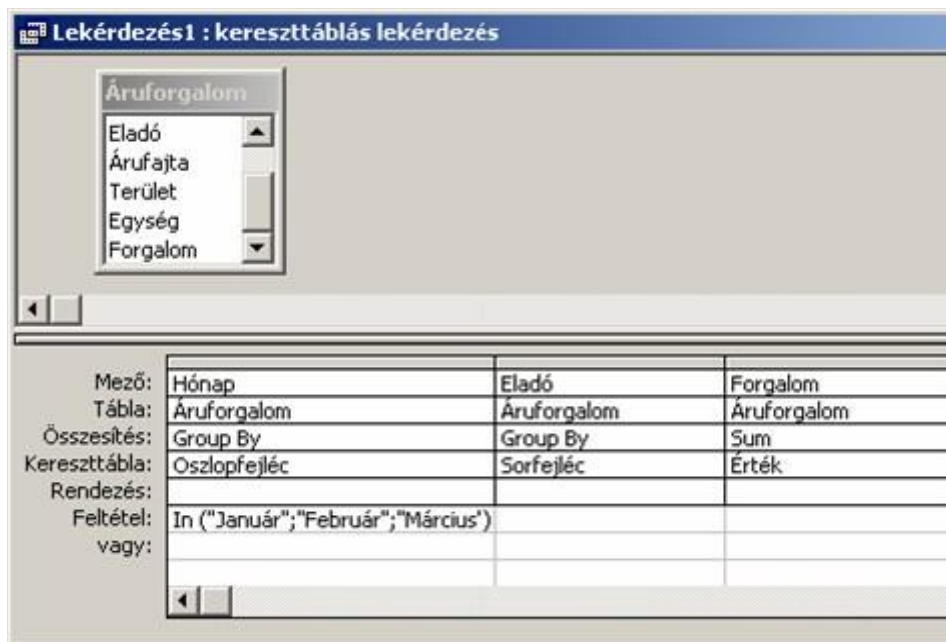 Lekérdezés1 : kereszttáblás lekérdezés
Áruforgalom
Eladó
Árufajta
Terület
Egység
Forgalom
Mező: Hónap Eladó Forgalom
Tábla: Áruforgalom Áruforgalom Áruforgalom
Összesítés: Group By Group By Sum
Kereszttábla: Oszlopfejléc Sorfejléc Érték
Rendezés:
Feltétel: In ("Január";"February";"Március")
vagy: